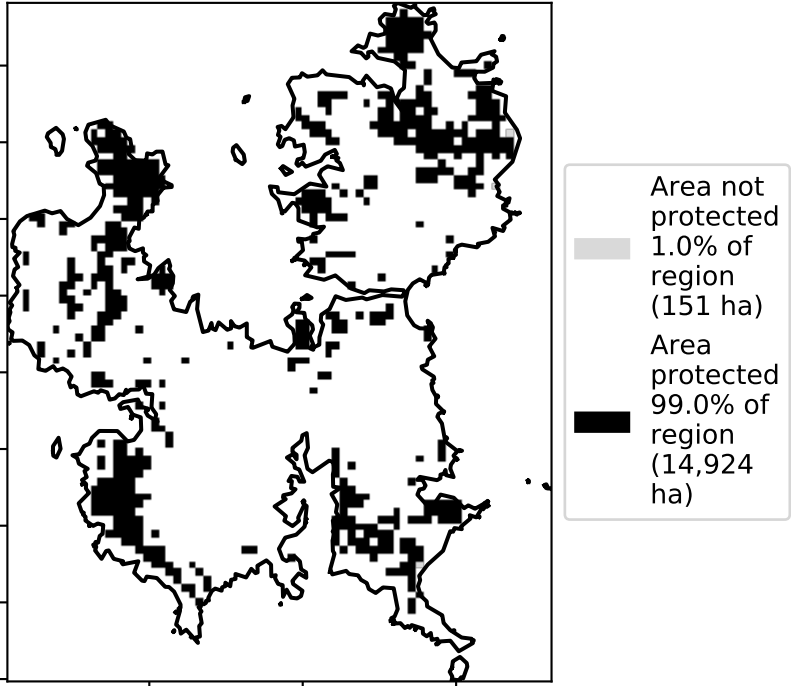 Area not
protected
1.0% of
region
(151 ha)
Area
protected
99.0% of
region
(14,924
ha)